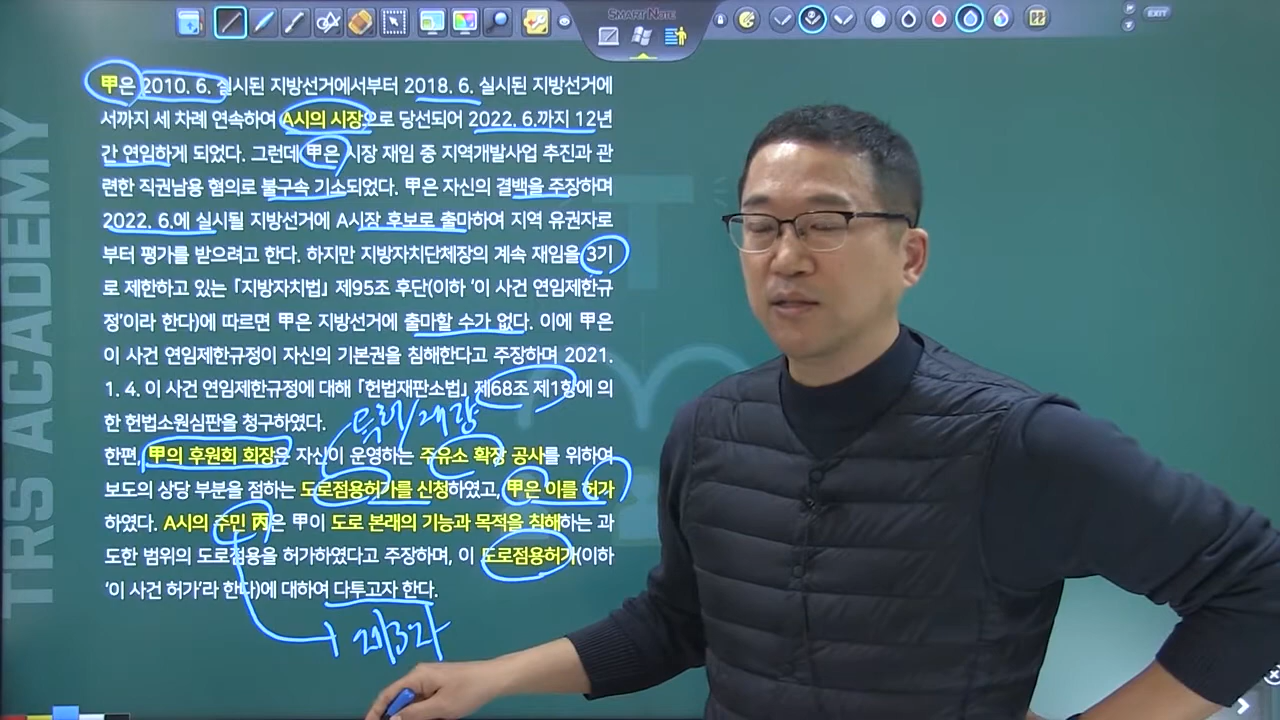 SMART NOTE
EXIT
TRS ACADEMY
甲은 2010. 6. 실시된 지방선거에서부터 2018. 6. 실시된 지방선거에
서까지 세 차례 연속하여 A시의 시장으로 당선되어 2022. 6.까지 12년
간 연임하게 되었다. 그런데 甲은 시장 재임 중 지역개발사업 추진과 관
련한 직권남용 혐의로 불구속 기소되었다. 甲은 자신의 결백을 주장하며
2022. 6.에 실시될 지방선거에 A시장 후보로 출마하여 지역 유권자로
부터 평가를 받으려고 한다. 하지만 지방자치단체장의 계속 재임을 3기
로 제한하고 있는 「지방자치법」 제95조 후단(이하 ‘이 사건 연임제한규
정’이라 한다)에 따르면 甲은 지방선거에 출마할 수가 없다. 이에 甲은
이 사건 연임제한규정이 자신의 기본권을 침해한다고 주장하며 2021.
1. 4. 이 사건 연임제한규정에 대해 「헌법재판소법」 제68조 제1항에 의
한 헌법소원심판을 청구하였다.
특허/재량
한편, 甲의 후원회 회장은 자신이 운영하는 주유소 확장 공사를 위하여
보도의 상당 부분을 점하는 도로점용허가를 신청하였고, 甲은 이를 허가
하였다. A시의 주민 丙은 甲이 도로 본래의 기능과 목적을 침해하는 과
도한 범위의 도로점용을 허가하였다고 주장하며, 이 도로점용허가(이하
‘이 사건 허가’라 한다)에 대하여 다투고자 한다.
제3자